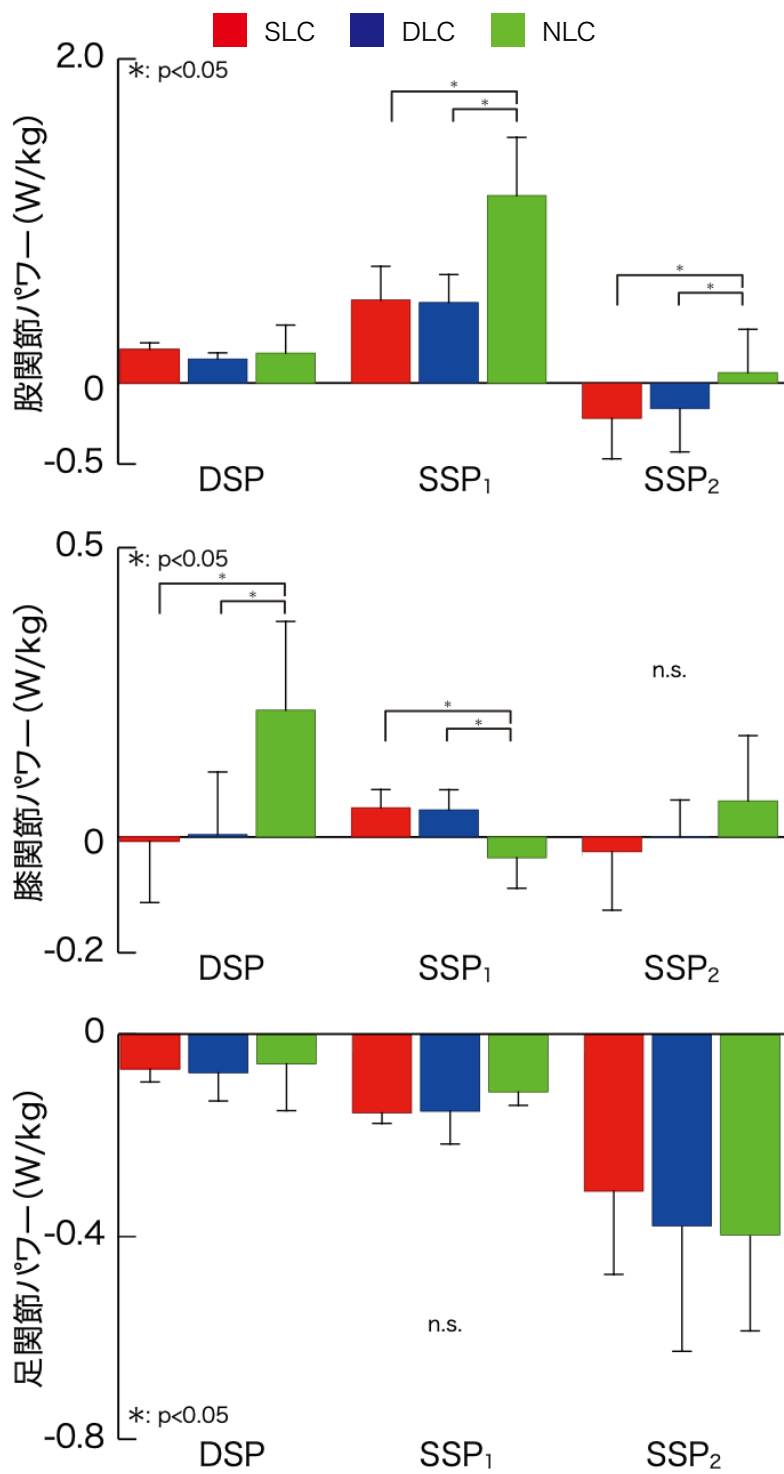 SLC DLC NLC
2.0
*: p<0.05
* *
股関節パワー(W/kg)
* *
0
-0.5
DSP SSP₁ SSP₂
0.5
*: p<0.05
* *
n.s.
膝関節パワー(W/kg)
* *
0
-0.2
DSP SSP₁ SSP₂
0
足関節パワー(W/kg)
-0.4
n.s.
*: p<0.05
-0.8
DSP SSP₁ SSP₂